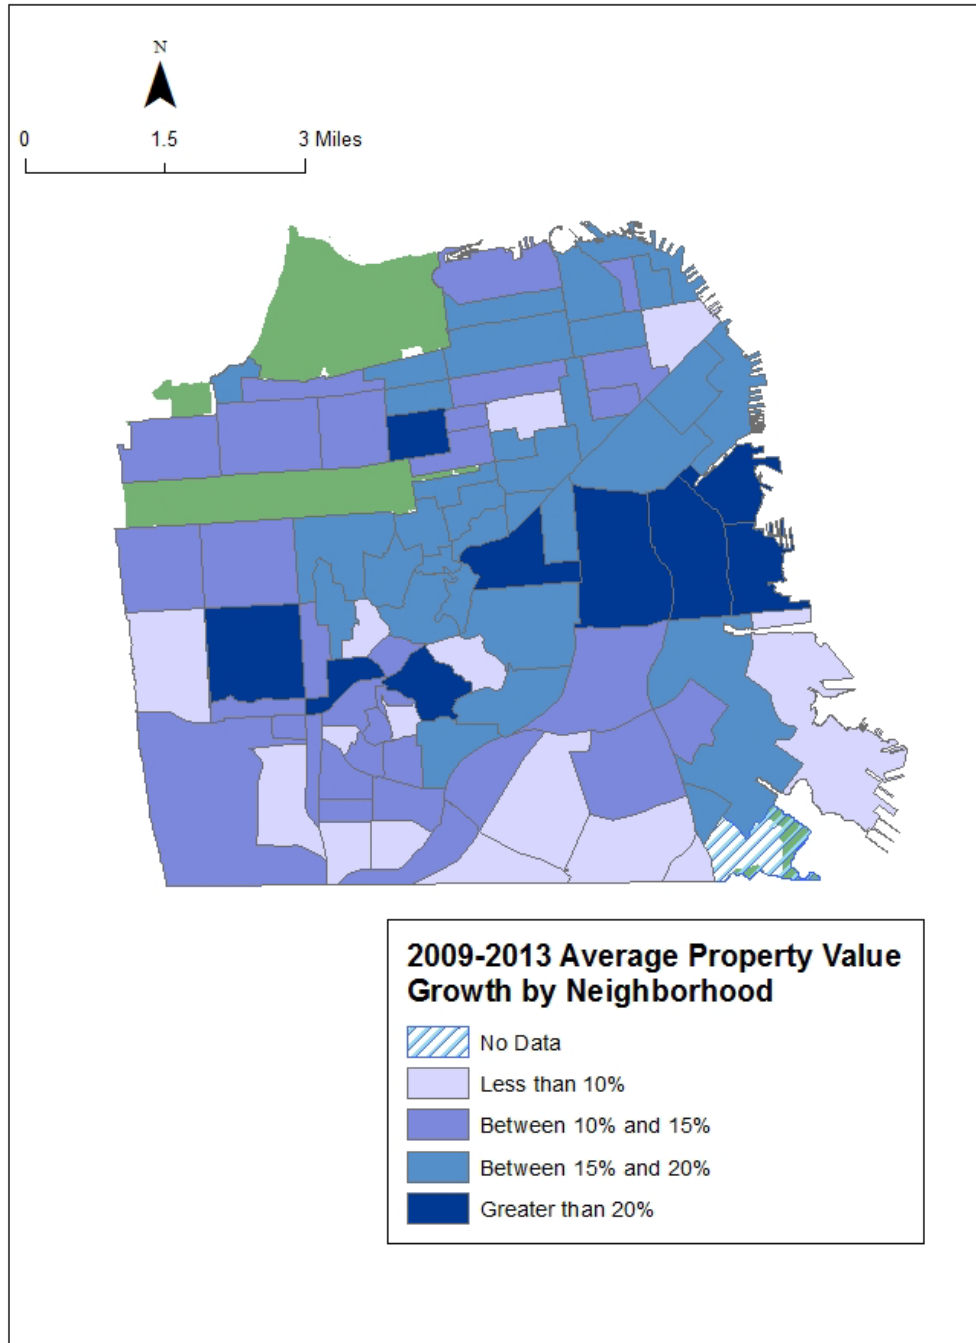 N
0 1.5 3 Miles
2009-2013 Average Property Value
Growth by Neighborhood
No Data
Less than 10%
Between 10% and 15%
Between 15% and 20%
Greater than 20%